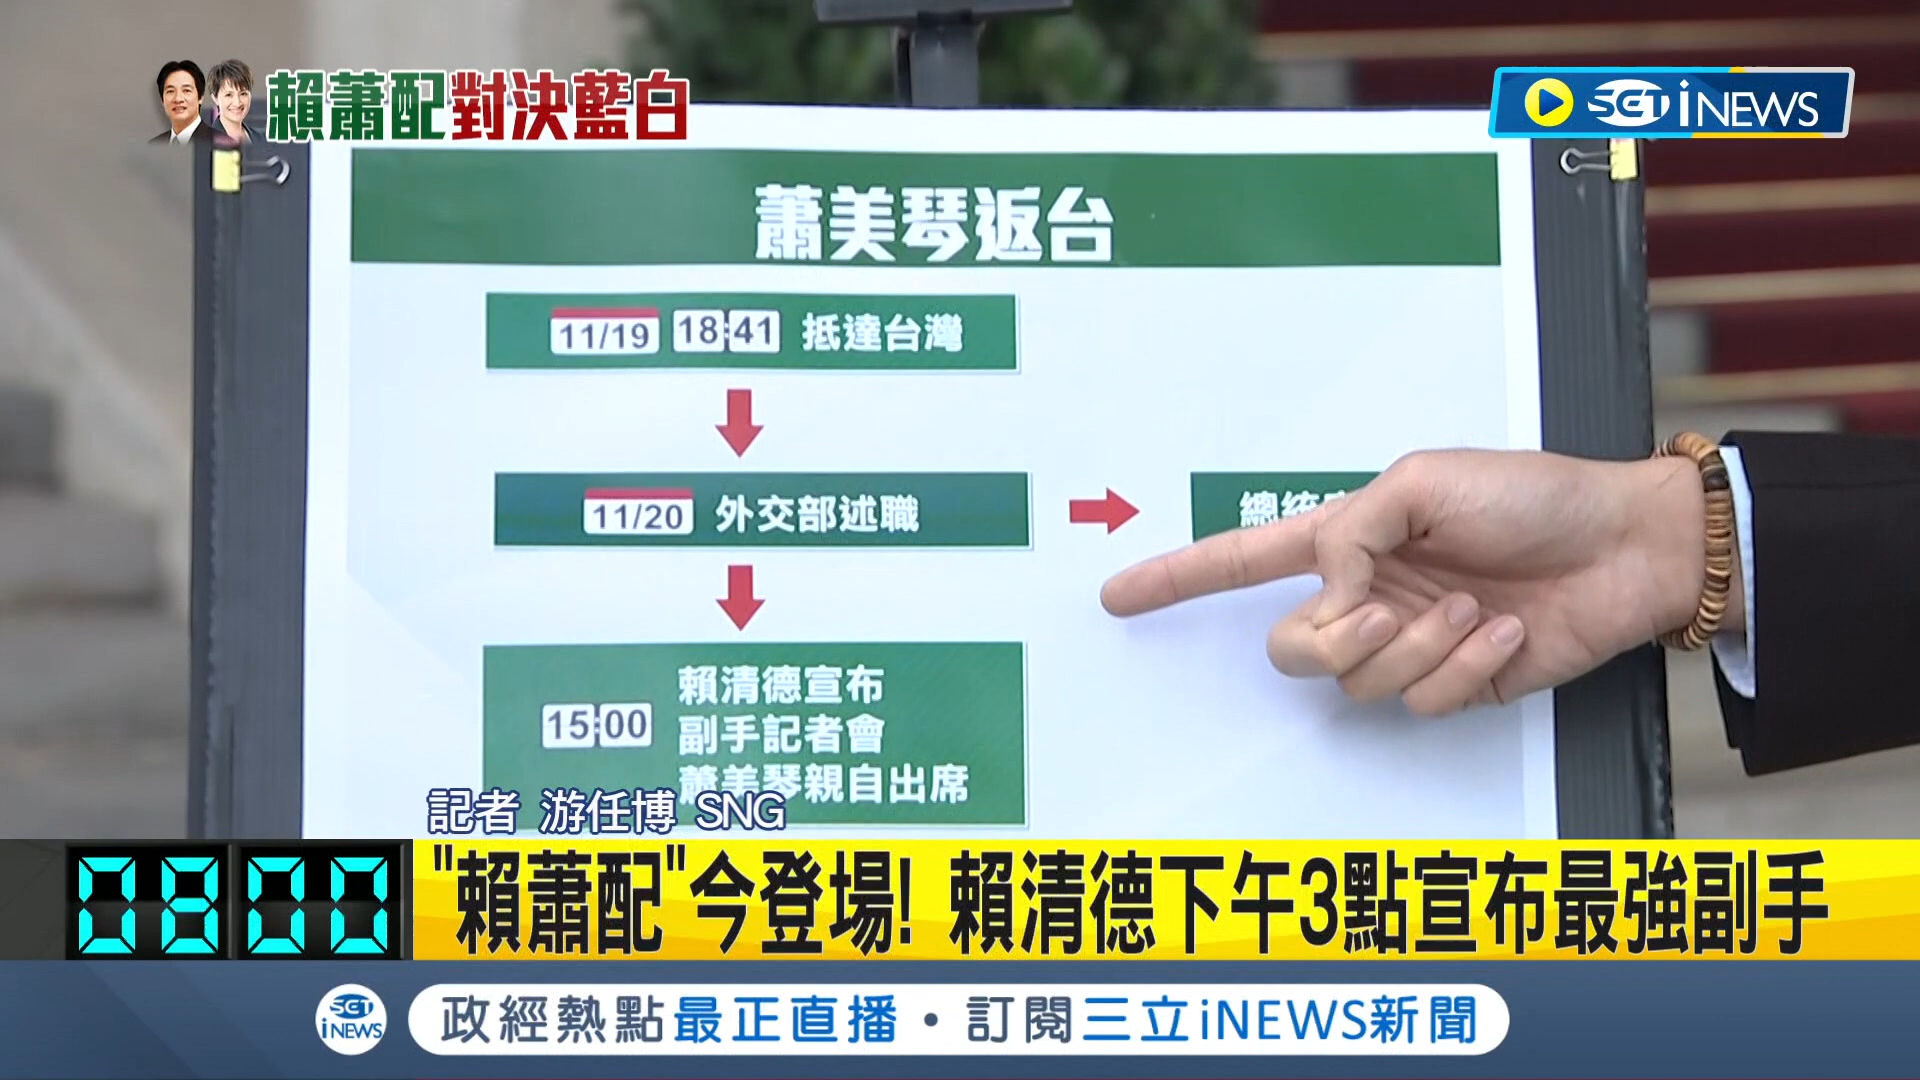 賴蕭配對決藍白
SET iNEWS
蕭美琴返台
11/19 18:41 抵達台灣
11/20 外交部述職
總統
15:00
賴清德宣布
副手記者會
蕭美琴親自出席
記者 游任博 SNG
08:00
"賴蕭配"今登場! 賴清德下午3點宣布最強副手
SET iNEWS
政經熱點最正直播・訂閱三立iNEWS新聞